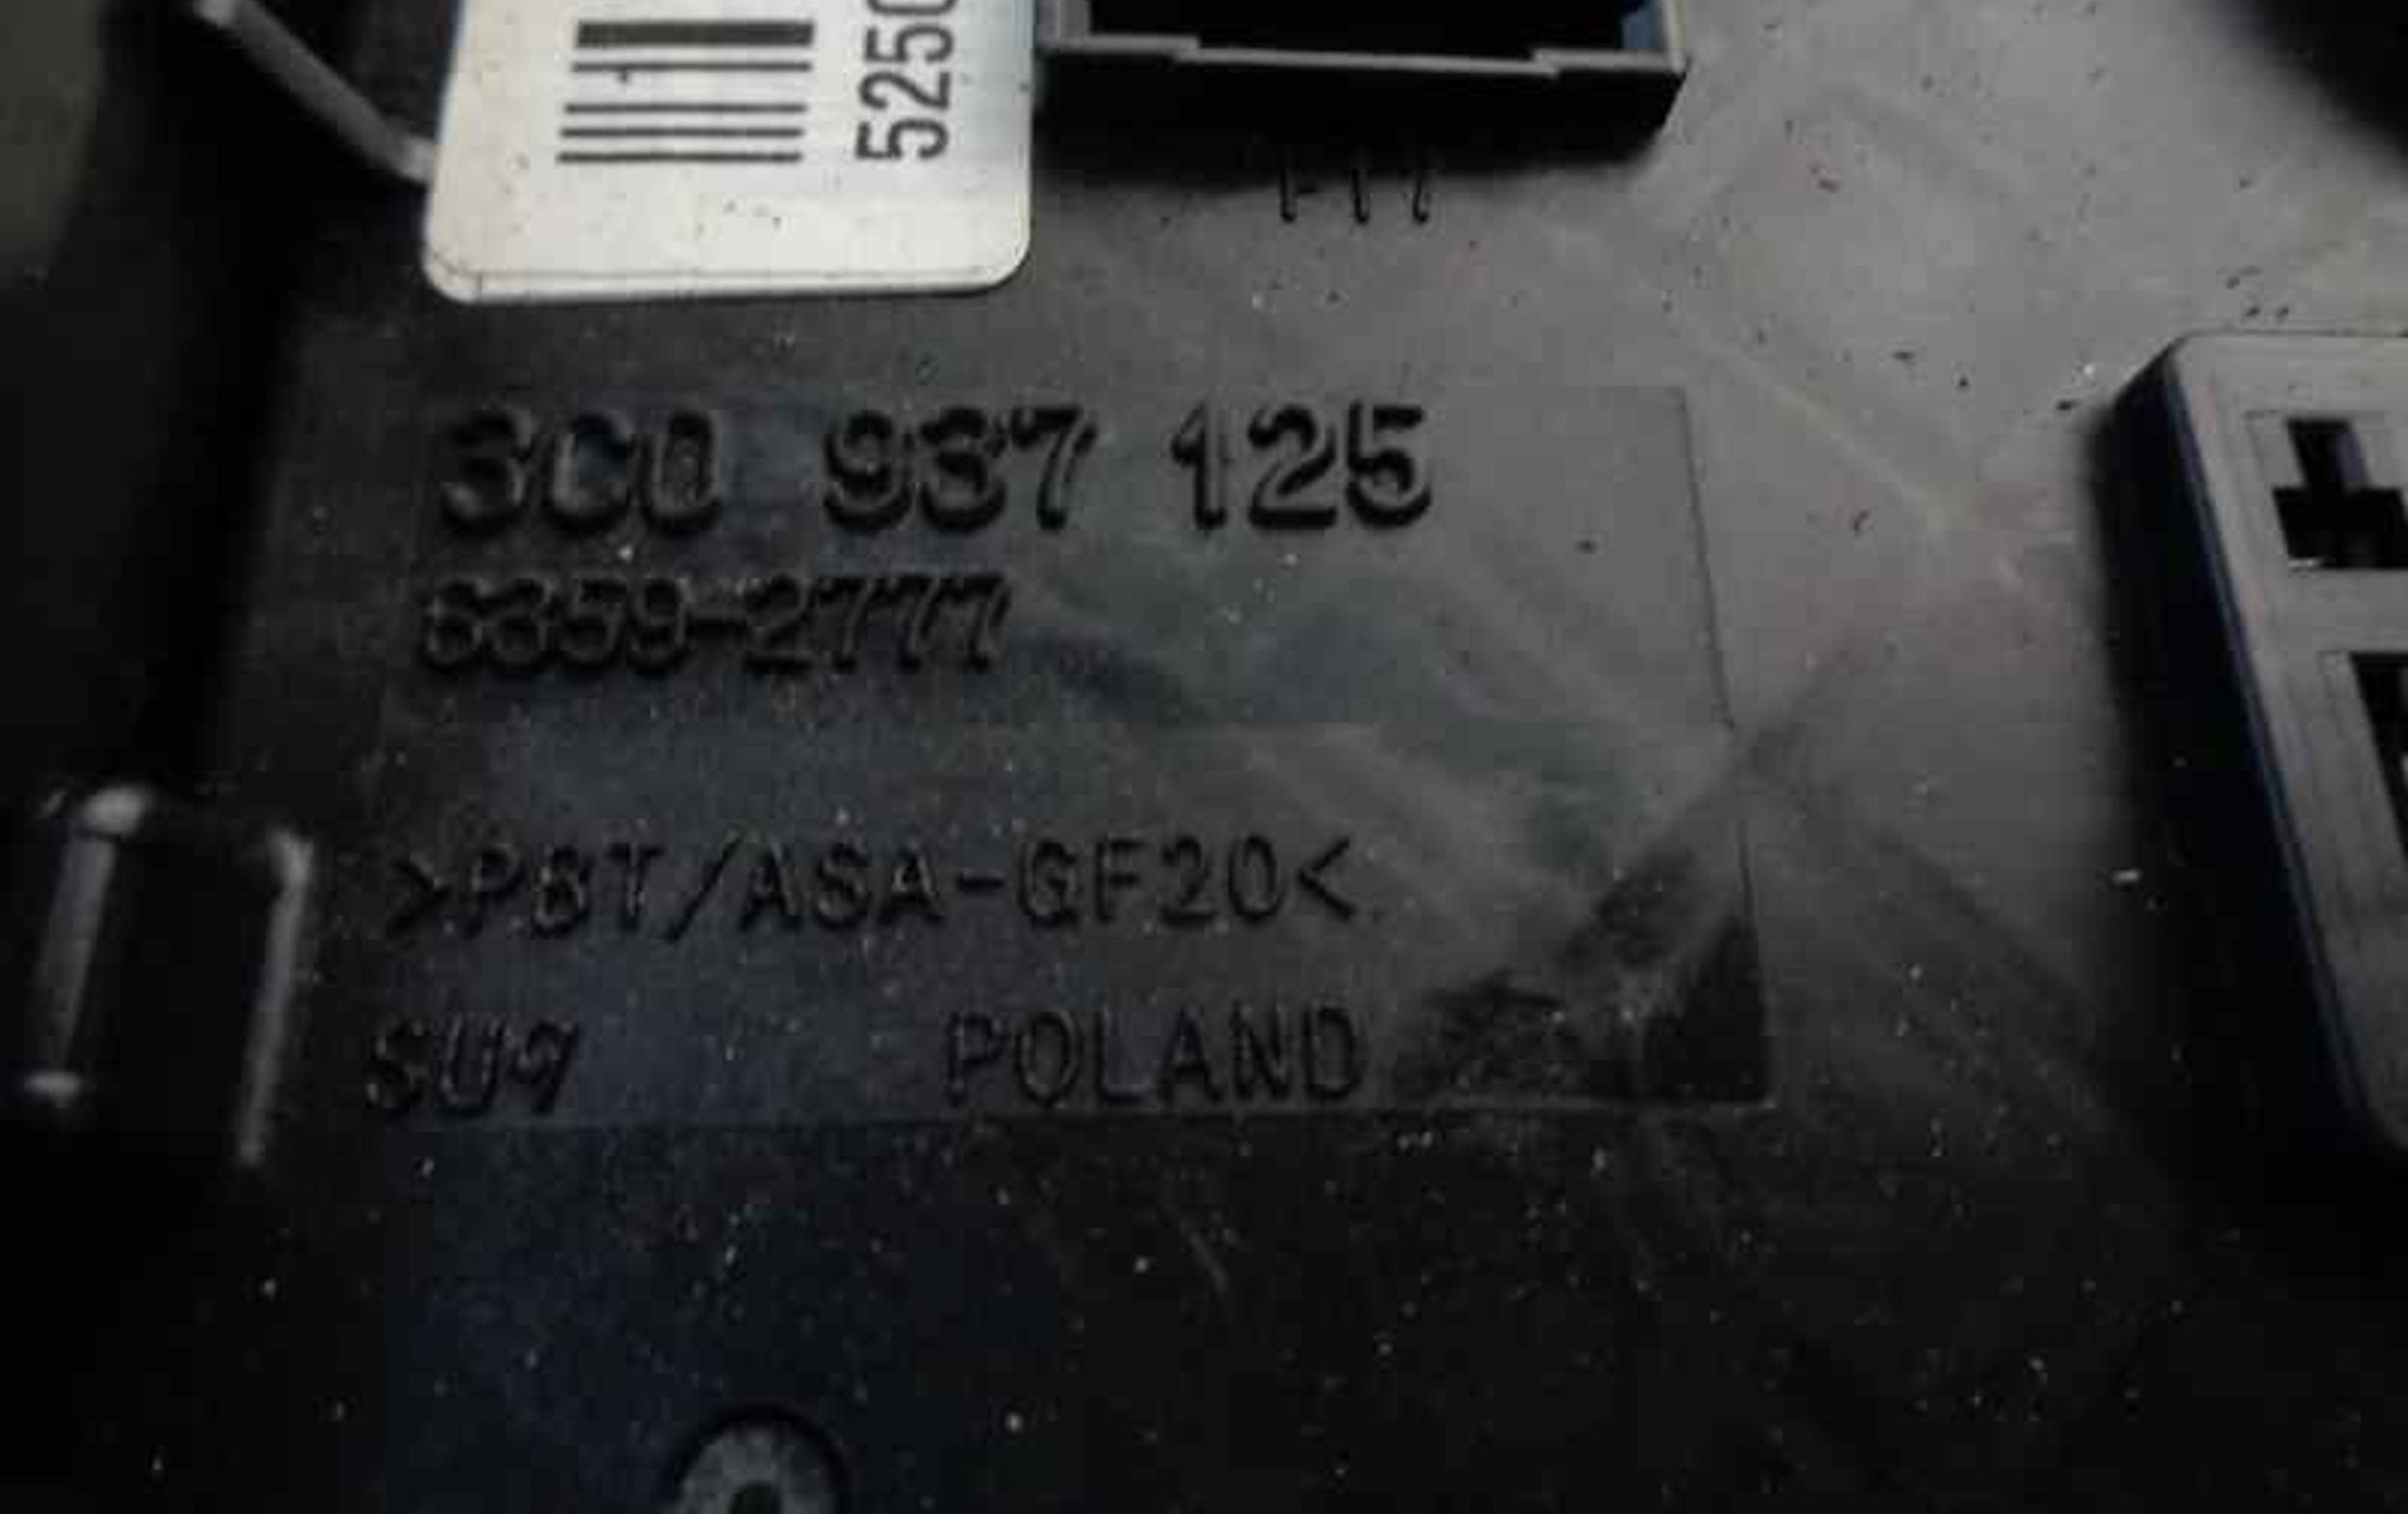 5250
3C0 937 125
6359-2777
>PBT/ASA-GF20<
SU9 POLAND